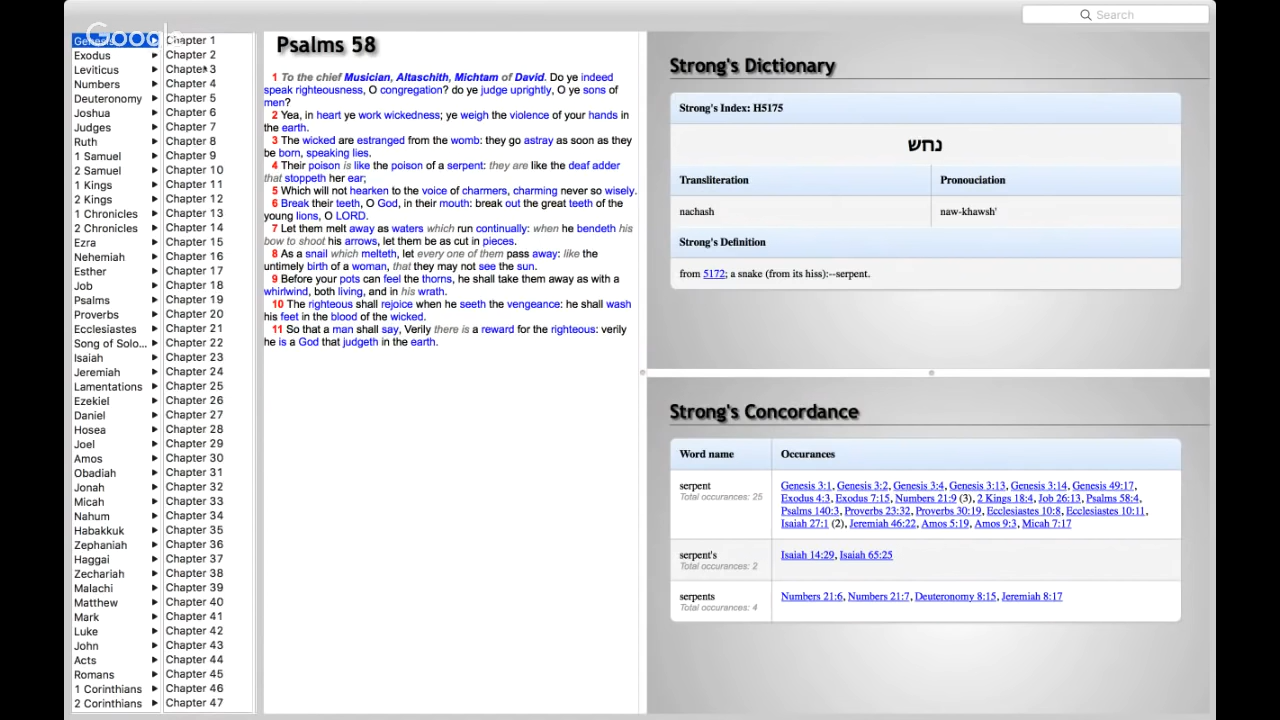 Search
Google
Genesis
Exodus
Leviticus
Numbers
Deuteronomy
Joshua
Judges
Ruth
1 Samuel
2 Samuel
1 Kings
2 Kings
1 Chronicles
2 Chronicles
Ezra
Nehemiah
Esther
Job
Psalms
Proverbs
Ecclesiastes
Song of Solo...
Isaiah
Jeremiah
Lamentations
Ezekiel
Daniel
Hosea
Joel
Amos
Obadiah
Jonah
Micah
Nahum
Habakkuk
Zephaniah
Haggai
Zechariah
Malachi
Matthew
Mark
Luke
John
Acts
Romans
1 Corinthians
2 Corinthians
Chapter 1
Chapter 2
Chapter 3
Chapter 4
Chapter 5
Chapter 6
Chapter 7
Chapter 8
Chapter 9
Chapter 10
Chapter 11
Chapter 12
Chapter 13
Chapter 14
Chapter 15
Chapter 16
Chapter 17
Chapter 18
Chapter 19
Chapter 20
Chapter 21
Chapter 22
Chapter 23
Chapter 24
Chapter 25
Chapter 26
Chapter 27
Chapter 28
Chapter 29
Chapter 30
Chapter 31
Chapter 32
Chapter 33
Chapter 34
Chapter 35
Chapter 36
Chapter 37
Chapter 38
Chapter 39
Chapter 40
Chapter 41
Chapter 42
Chapter 43
Chapter 44
Chapter 45
Chapter 46
Chapter 47
Psalms 58
1 To the chief Musician, Altaschith, Michtam of David. Do ye indeed
speak righteousness, O congregation? do ye judge uprightly, O ye sons of
men?
2 Yea, in heart ye work wickedness; ye weigh the violence of your hands in
the earth.
3 The wicked are estranged from the womb: they go astray as soon as they
be born, speaking lies.
4 Their poison is like the poison of a serpent: they are like the deaf adder
that stoppeth her ear;
5 Which will not hearken to the voice of charmers, charming never so wisely.
6 Break their teeth, O God, in their mouth: break out the great teeth of the
young lions, O LORD.
7 Let them melt away as waters which run continually: when he bendeth his
bow to shoot his arrows, let them be as cut in pieces.
8 As a snail which melteth, let every one of them pass away: like the
untimely birth of a woman, that they may not see the sun.
9 Before your pots can feel the thorns, he shall take them away as with a
whirlwind, both living, and in his wrath.
10 The righteous shall rejoice when he seeth the vengeance: he shall wash
his feet in the blood of the wicked.
11 So that a man shall say, Verily there is a reward for the righteous: verily
he is a God that judgeth in the earth.
Strong's Dictionary
Strong's Index: H5175
נחש
Transliteration Pronouciation
nachash naw-khawsh'
Strong's Definition
from 5172; a snake (from its hiss):--serpent.
Strong's Concordance
Word name Occurances
serpent
Total occurances: 25
Genesis 3:1, Genesis 3:2, Genesis 3:4, Genesis 3:13, Genesis 3:14, Genesis 49:17,
Exodus 4:3, Exodus 7:15, Numbers 21:9 (3), 2 Kings 18:4, Job 26:13, Psalms 58:4,
Psalms 140:3, Proverbs 23:32, Proverbs 30:19, Ecclesiastes 10:8, Ecclesiastes 10:11,
Isaiah 27:1 (2), Jeremiah 46:22, Amos 5:19, Amos 9:3, Micah 7:17
serpent's
Total occurances: 2
Isaiah 14:29, Isaiah 65:25
serpents
Total occurances: 4
Numbers 21:6, Numbers 21:7, Deuteronomy 8:15, Jeremiah 8:17